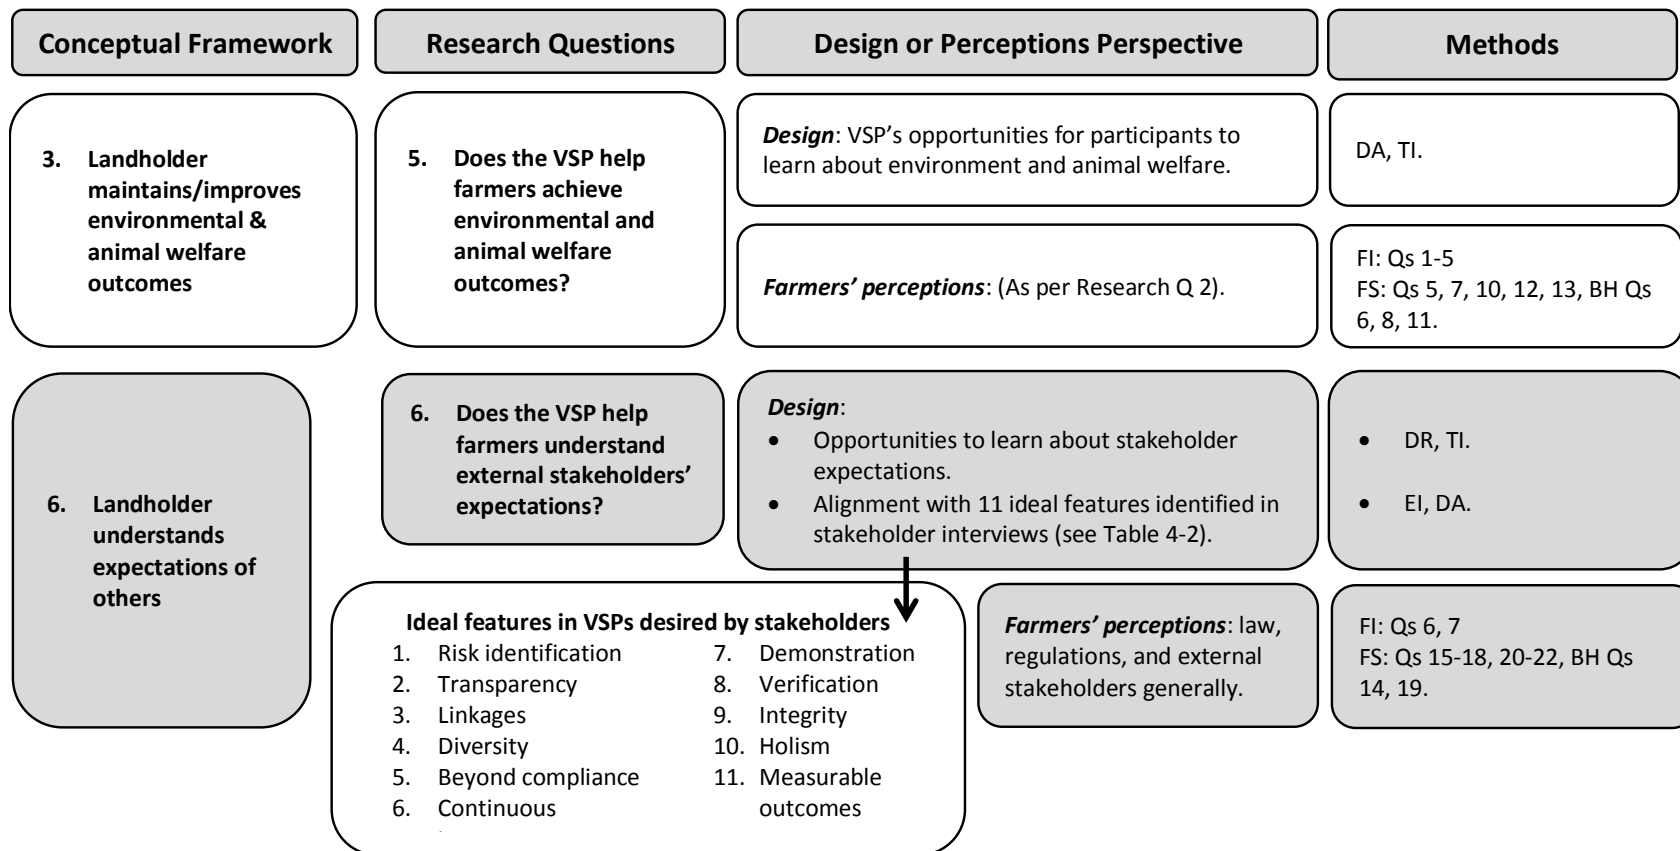 Conceptual Framework
Research Questions
Design or Perceptions Perspective
Methods
3. Landholder
maintains/improves
environmental &
animal welfare
outcomes
5. Does the VSP help
farmers achieve
environmental and
animal welfare
outcomes?
Design: VSP's opportunities for participants to
learn about environment and animal welfare.
DA, TI.
Farmers' perceptions: (As per Research Q 2).
FI: Qs 1-5
FS: Qs 5, 7, 10, 12, 13, BH Qs
6, 8, 11.
6. Landholder
understands
expectations of
others
6. Does the VSP help
farmers understand
external stakeholders'
expectations?
Design:
• Opportunities to learn about stakeholder
expectations.
• Alignment with 11 ideal features identified in
stakeholder interviews (see Table 4-2).
• DR, TI.
• EI, DA.
Ideal features in VSPs desired by stakeholders
1. Risk identification
2. Transparency
3. Linkages
4. Diversity
5. Beyond compliance
6. Continuous
7. Demonstration
8. Verification
9. Integrity
10. Holism
11. Measurable
outcomes
Farmers' perceptions: law,
regulations, and external
stakeholders generally.
FI: Qs 6, 7
FS: Qs 15-18, 20-22, BH Qs
14, 19.